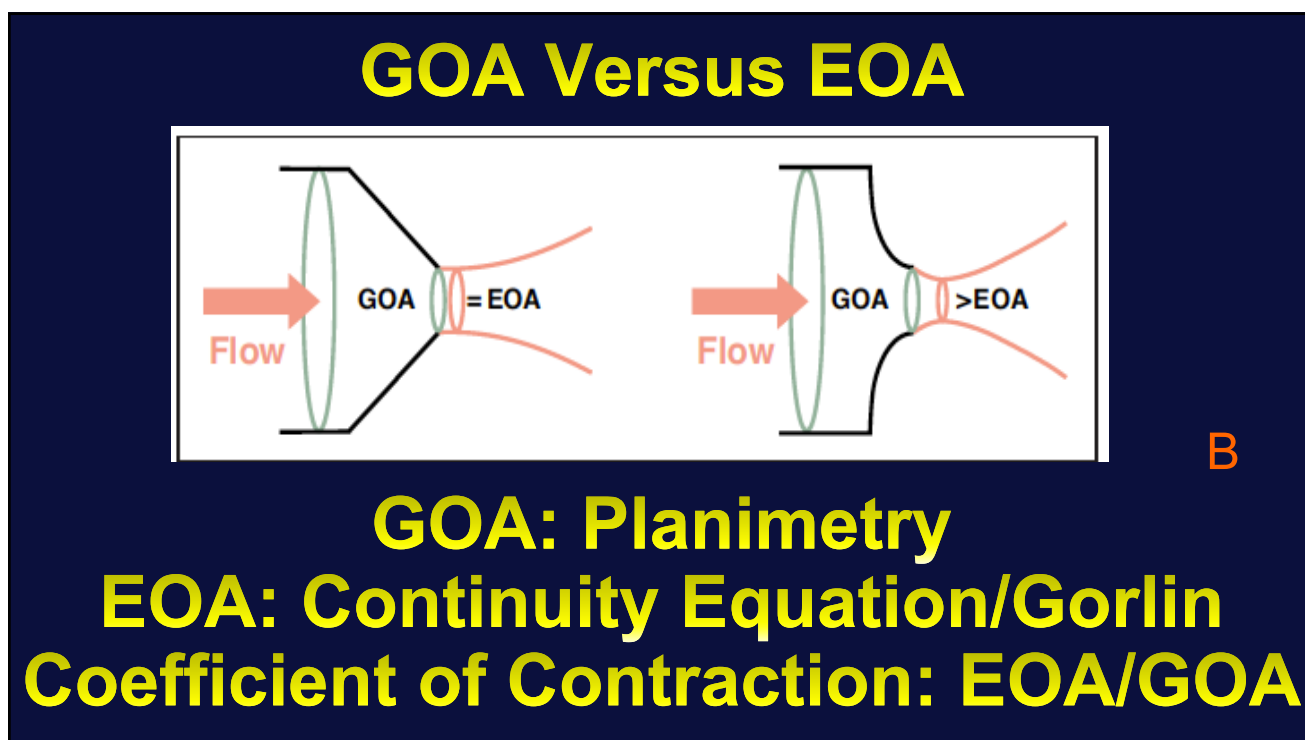 GOA Versus EOA
GOA = EOA
Flow
GOA >EOA
Flow
B
GOA: Planimetry
EOA: Continuity Equation/Gorlin
Coefficient of Contraction: EOA/GOA